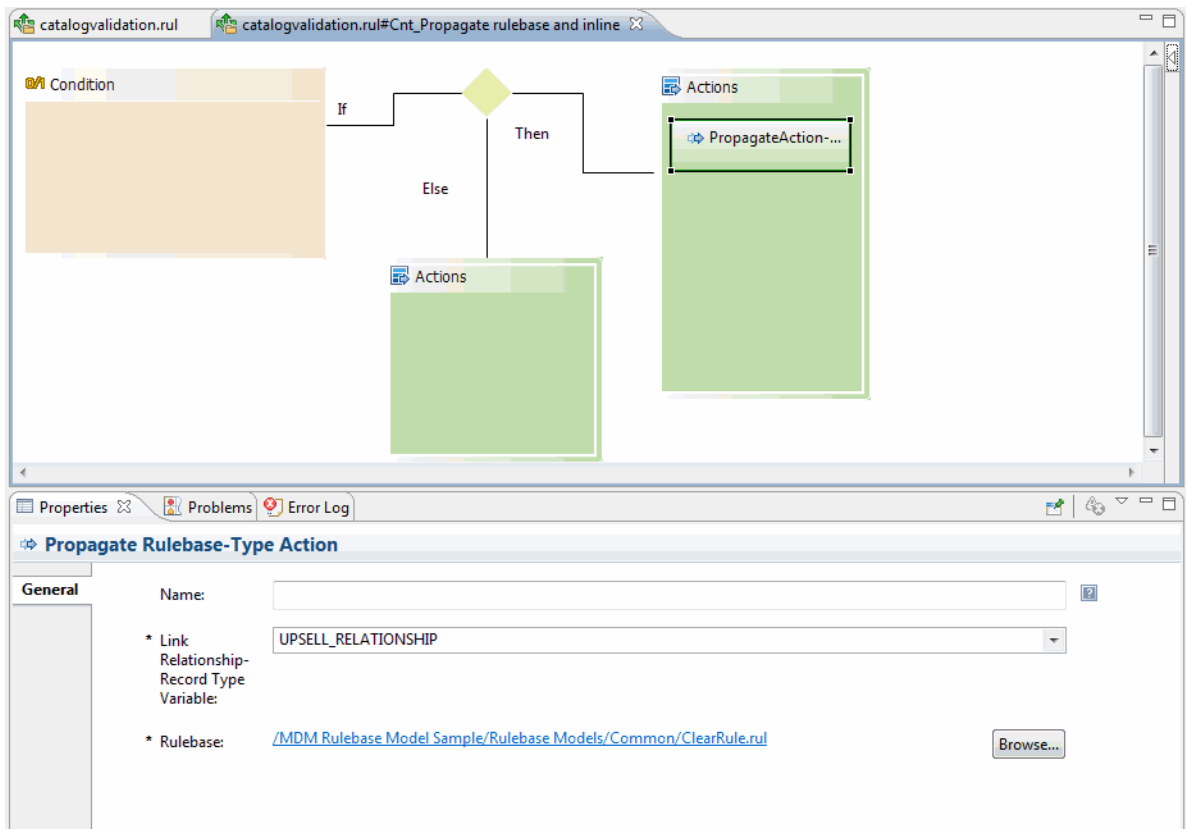 catalogvalidation.rul
catalogvalidation.rul#Cnt_Propagate rulebase and inline
Condition
If
Then
Else
Actions
PropagateAction-...
Actions
Properties
Problems
Error Log
Propagate Rulebase-Type Action
General
Name:
* Link
Relationship-
Record Type
Variable:
UPSELL_RELATIONSHIP
* Rulebase:
/MDM Rulebase Model Sample/Rulebase Models/Common/ClearRule.rul
Browse...